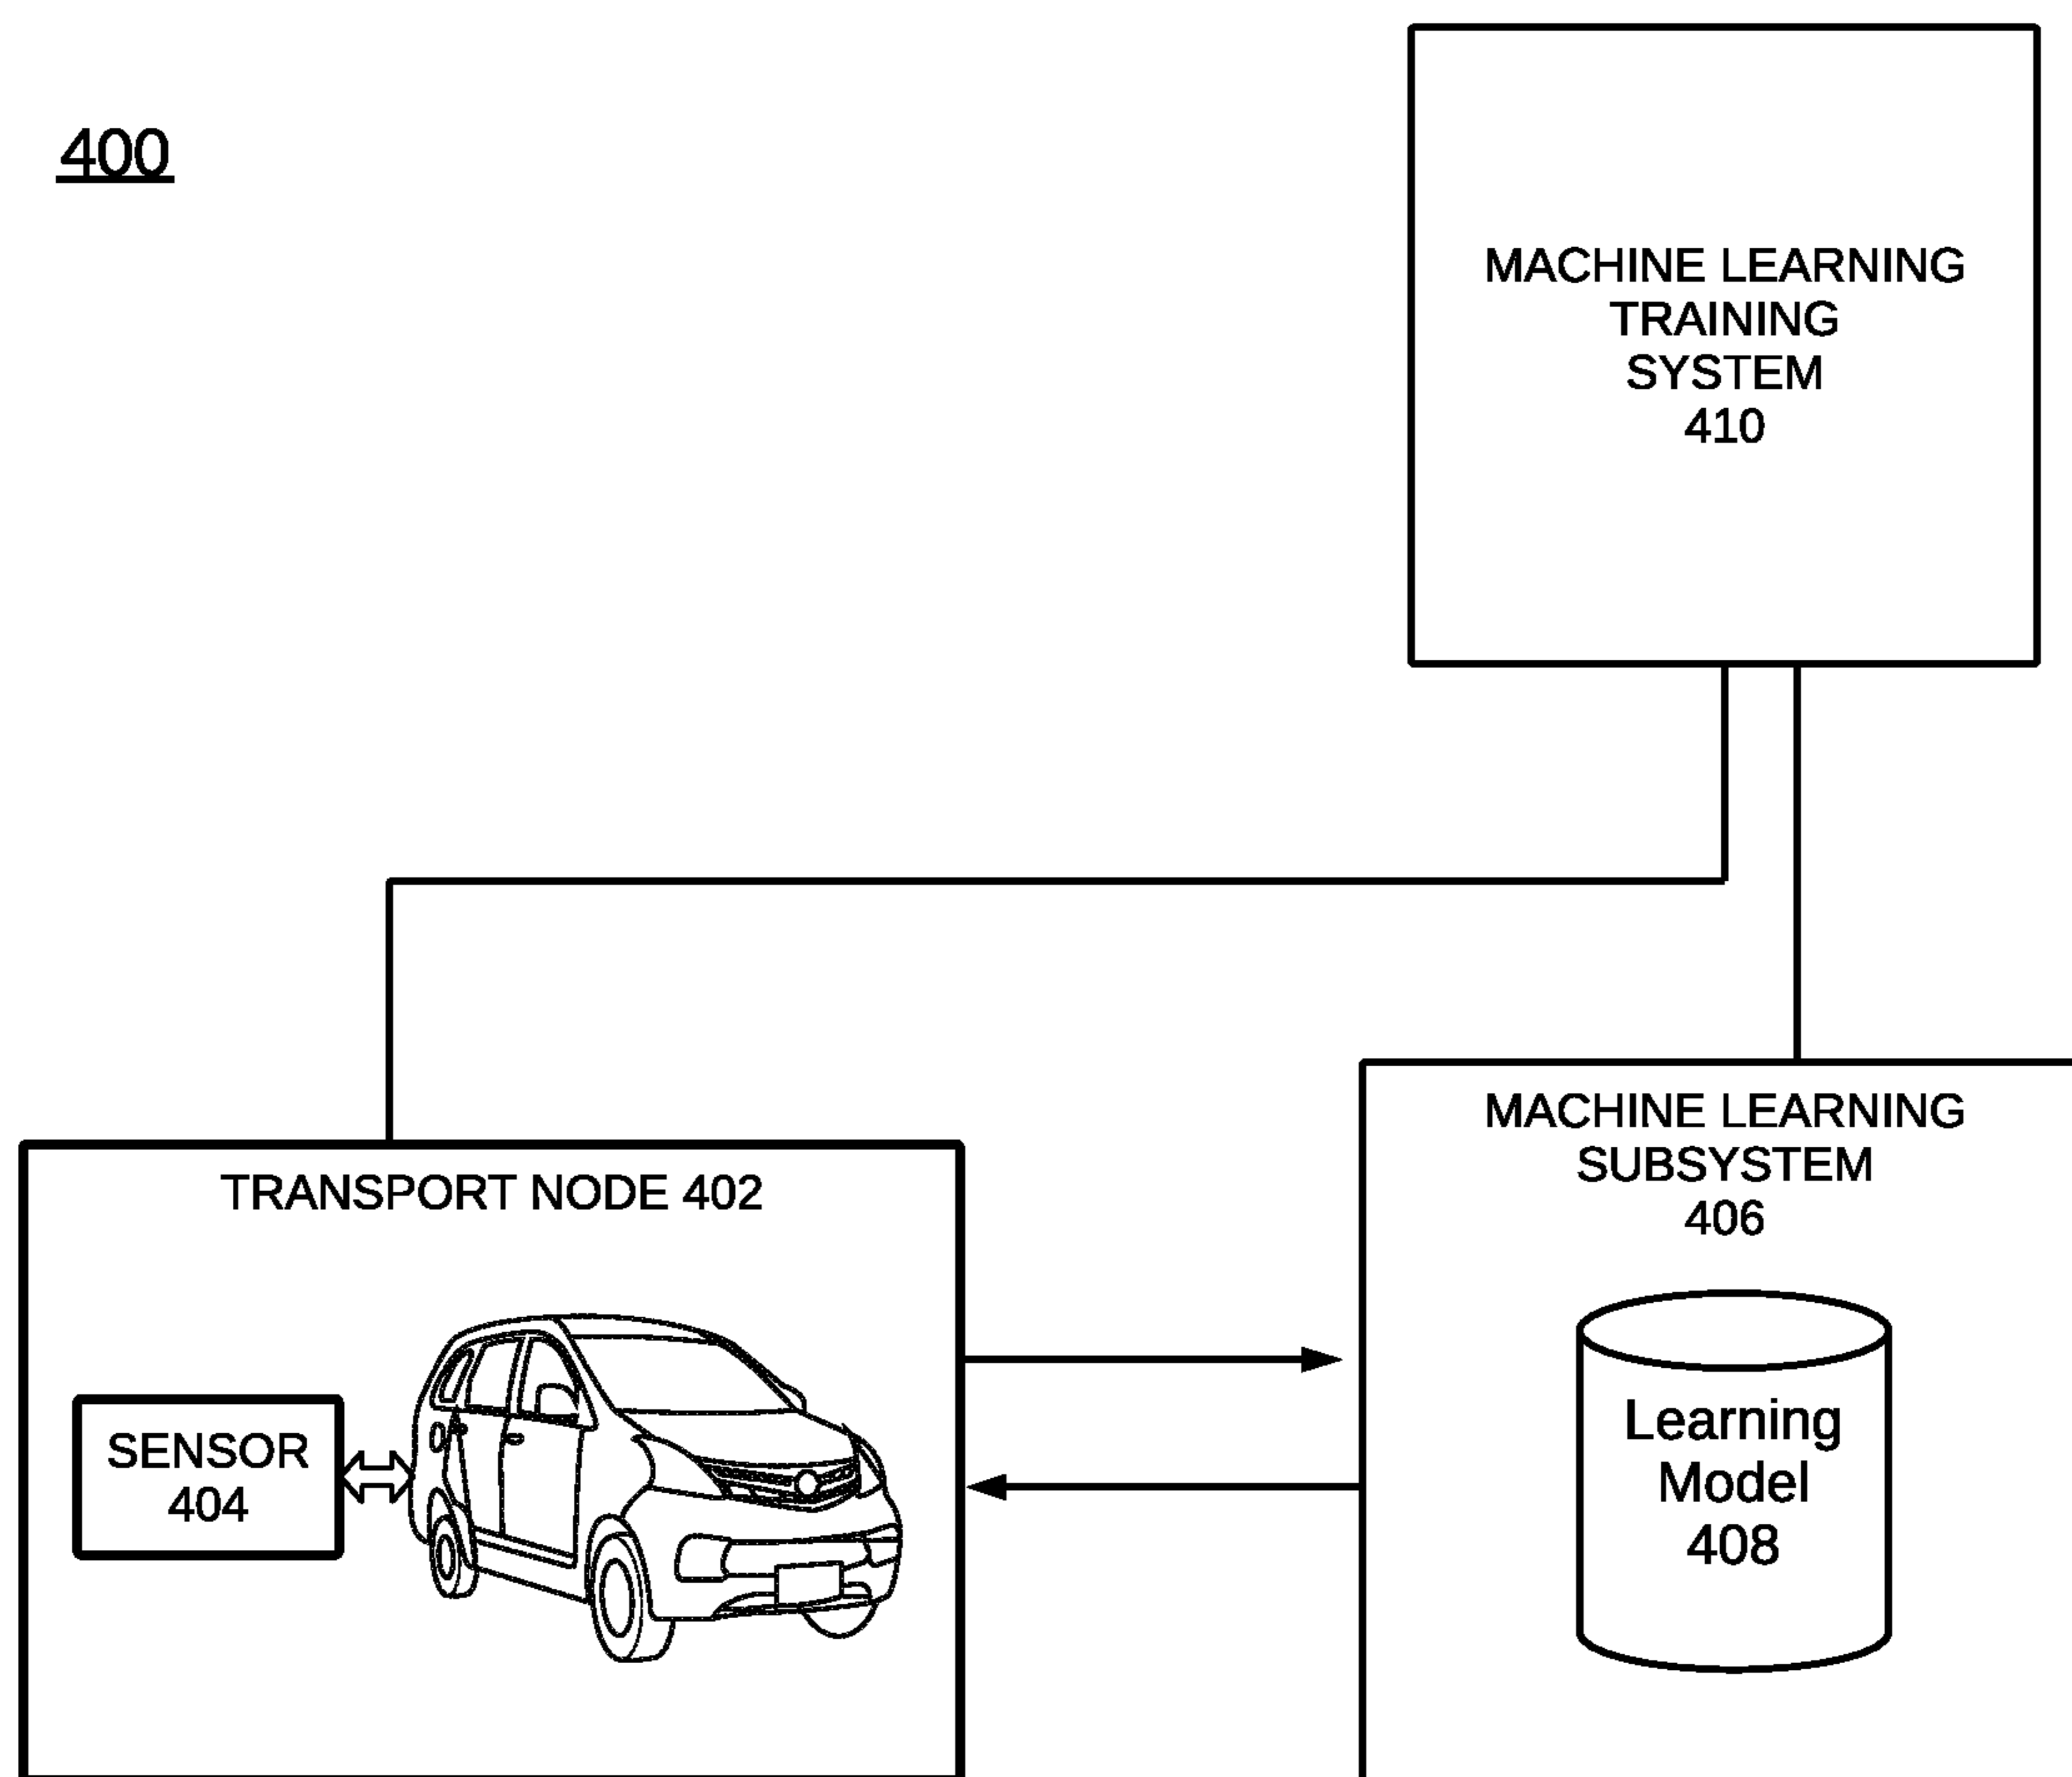 400
MACHINE LEARNING
TRAINING
SYSTEM
410
TRANSPORT NODE 402
SENSOR
404
MACHINE LEARNING
SUBSYSTEM
406
Learning
Model
408